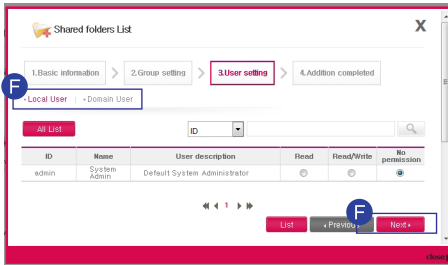 Shared folders List X
1.Basic information > 2.Group setting > 3.User setting > 4.Addition completed
F
• Local User | • Domain User
All List ID
ID Name User description Read Read/Write No permission
admin System Admin Default System Administrator
1
F
List Previous Next
close